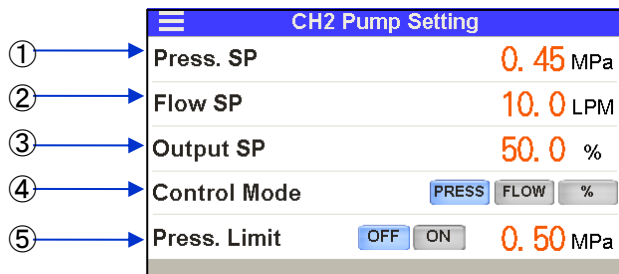 CH2 Pump Setting
① Press. SP 0.45 MPa
② Flow SP 10.0 LPM
③ Output SP 50.0 %
④ Control Mode PRESS FLOW %
⑤ Press. Limit OFF ON 0.50 MPa